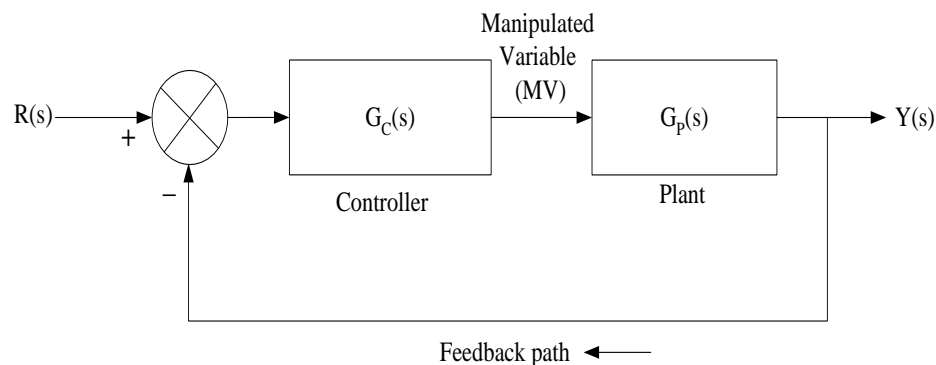 Manipulated
Variable
(MV)
R(s)
+
−
G_C(s)
G_P(s)
Y(s)
Controller
Plant
Feedback path